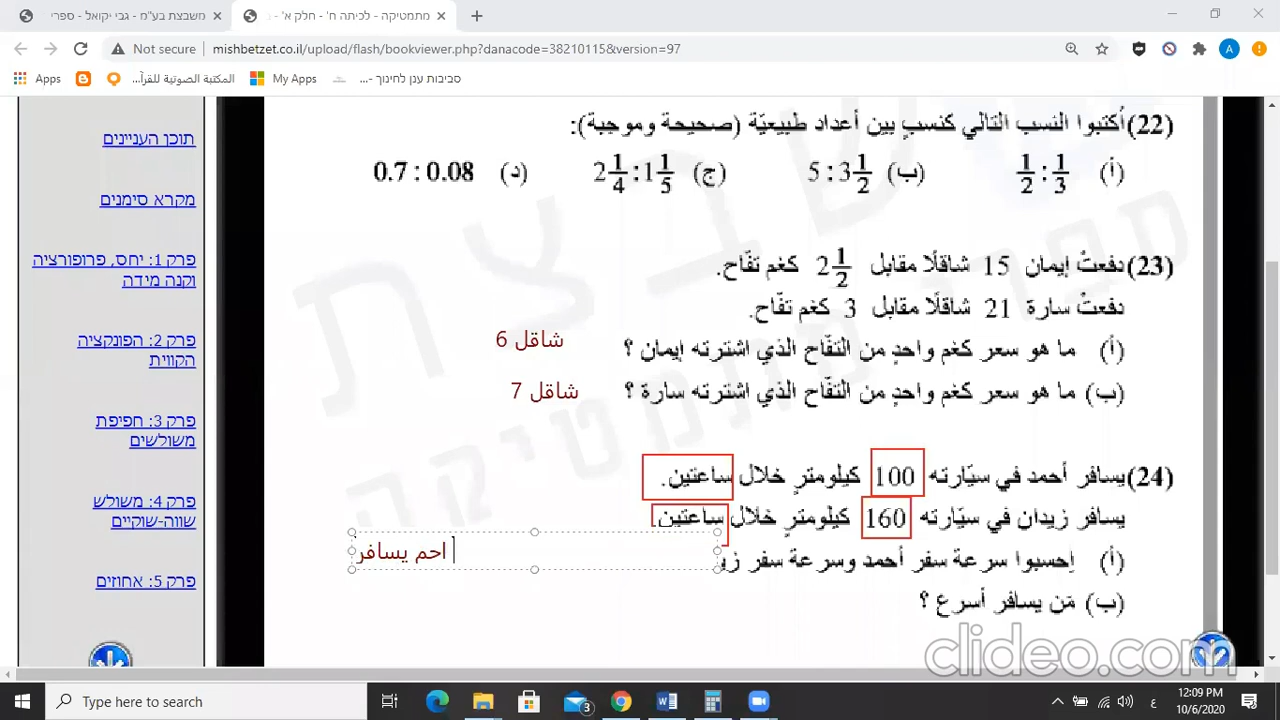 משבצת בע"מ - גבי יקואל - ספרי
מתמטיקה - לכיתה ח' - חלק א' - ג
Not secure | mishbetzet.co.il/upload/flash/bookviewer.php?danacode=38210115&version=97
Apps
المكتبة الصوتية للقرآ...
My Apps
סביבות ענן לחינוך -...
תוכן העניינים
מקרא סימנים
פרק 1: יחס, פרופורציה
וקנה מידה
פרק 2: הפונקציה
הקווית
פרק 3: חפיפת
משולשים
פרק 4: משולש
שווה-שוקיים
פרק 5: אחוזים
22) أكتبوا النسب التالي كنسبٍ بين أعداد طبيعيّة (صحيحة وموجبة):
(أ) 1/2 : 1/3 (ب) 5 : 3 1/2 (ج) 2 1/4 : 1 1/5 (د) 0.7 : 0.08
23) دفعتْ إيمان 15 شاقلًا مقابل 2 1/2 كغم تفّاح.
دفعتْ سارة 21 شاقلًا مقابل 3 كغم تفّاح.
(أ) ما هو سعر كغم واحدٍ من التفّاح الذي اشترته إيمان ؟ 6 شاقل
(ب) ما هو سعر كغم واحدٍ من التفّاح الذي اشترته سارة ؟ 7 شاقل
24) يسافر أحمد في سيّارته 100 كيلومترٍ خلال ساعتين.
يسافر زيدان في سيّارته 160 كيلومترٍ خلال ساعتين
(أ) إحسبوا سرعة سفر أحمد وسرعة سفر
احم يسافر
(ب) مَن يسافر أسرع ؟
clideo.com
Type here to search
3
ع
12:09 PM
10/6/2020